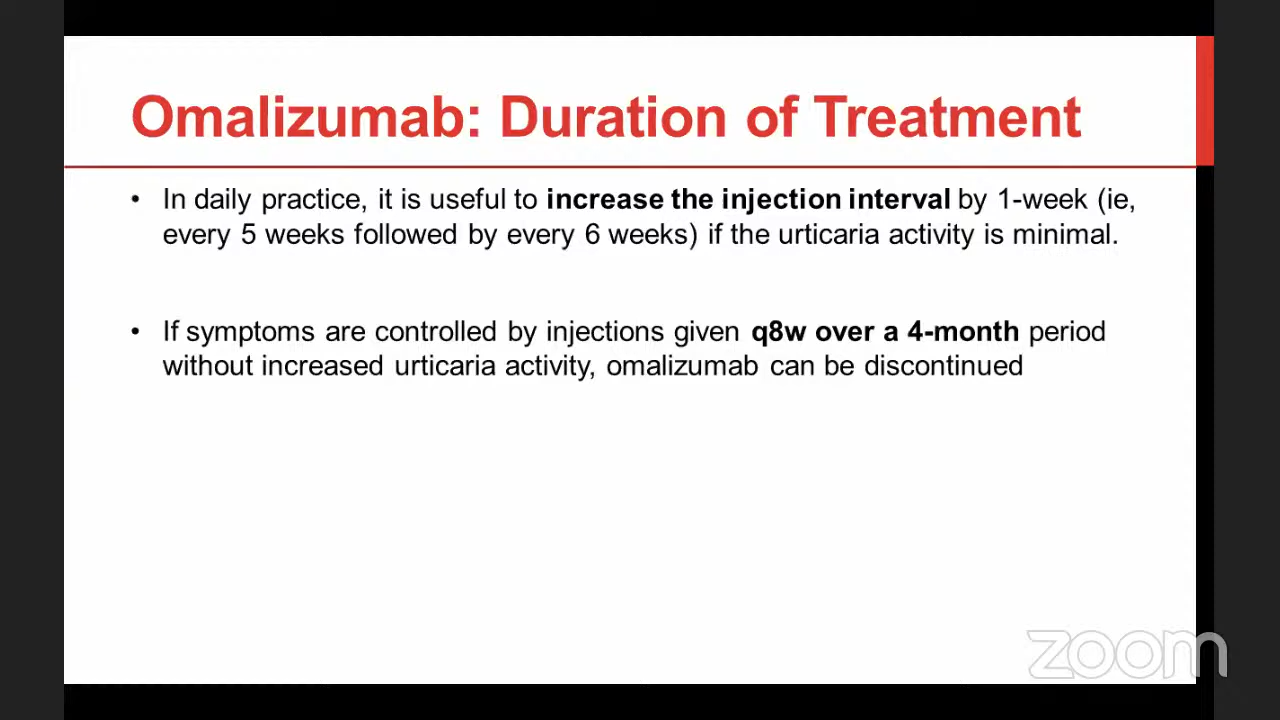 Omalizumab: Duration of Treatment
• In daily practice, it is useful to increase the injection interval by 1-week (ie,
every 5 weeks followed by every 6 weeks) if the urticaria activity is minimal.
• If symptoms are controlled by injections given q8w over a 4-month period
without increased urticaria activity, omalizumab can be discontinued
zoom